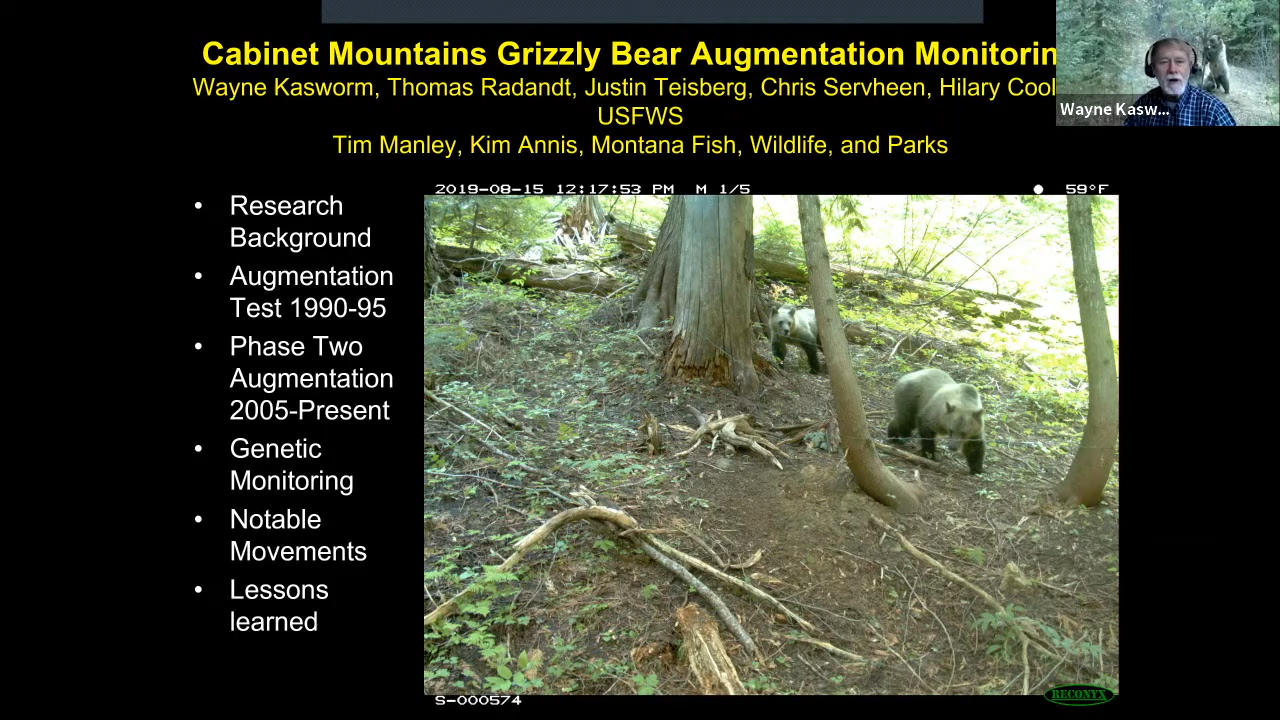 Cabinet Mountains Grizzly Bear Augmentation Monitorin
Wayne Kasworm, Thomas Radandt, Justin Teisberg, Chris Servheen, Hilary Cool
USFWS
Tim Manley, Kim Annis, Montana Fish, Wildlife, and Parks
Wayne Kasw...
• Research
Background
• Augmentation
Test 1990-95
• Phase Two
Augmentation
2005-Present
• Genetic
Monitoring
• Notable
Movements
• Lessons
learned
2019-08-15 12:17:53 PM M 1/5 59°F
S-000574
RECONYX